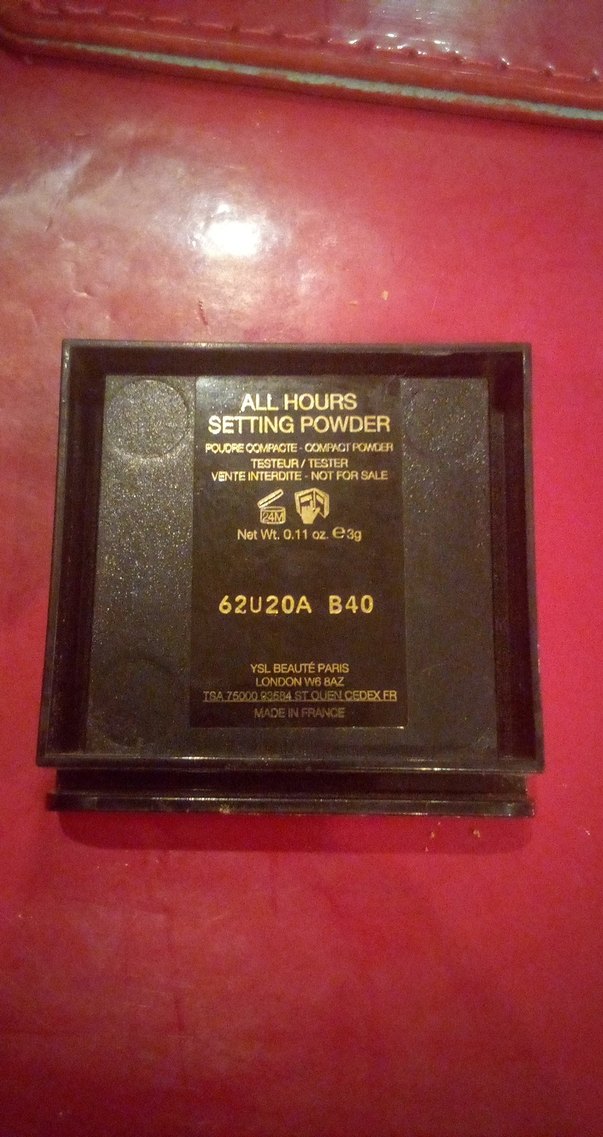 ALL HOURS
SETTING POWDER
POUDRE COMPACTE - COMPACT POWDER
TESTEUR / TESTER
VENTE INTERDITE - NOT FOR SALE
24M
Net Wt. 0.11 oz. ℮3g
62U20A B40
YSL BEAUTÉ PARIS
LONDON W6 8AZ
TSA 75000 93584 ST OUEN CEDEX FR
MADE IN FRANCE